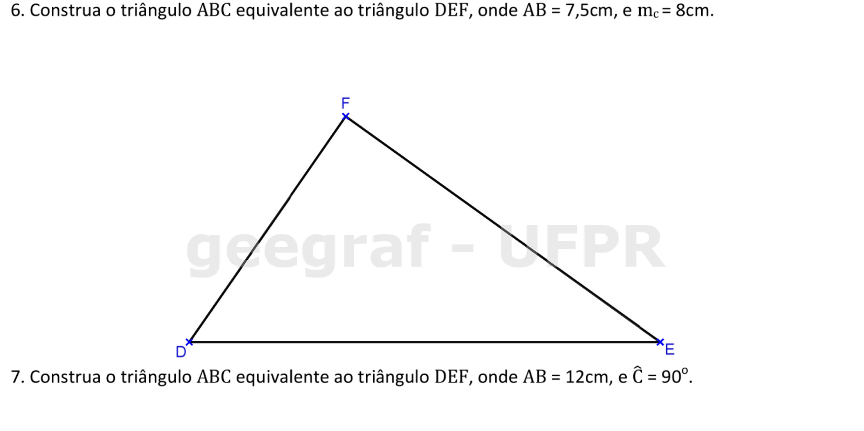 6. Construa o triângulo ABC equivalente ao triângulo DEF, onde AB = 7,5cm, e m꜀ = 8cm.
F
geegraf - UFPR
D
E
7. Construa o triângulo ABC equivalente ao triângulo DEF, onde AB = 12cm, e Ĉ = 90º.